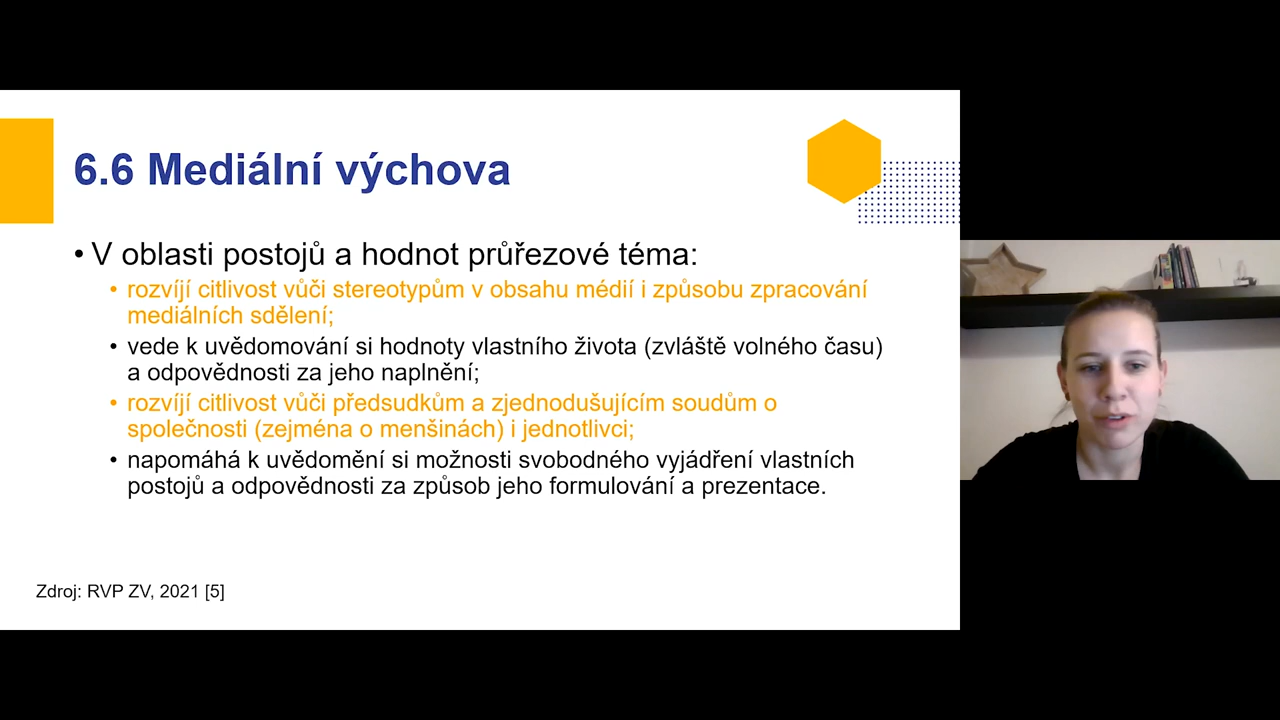 6.6 Mediální výchova
• V oblasti postojů a hodnot průřezové téma:
• rozvíjí citlivost vůči stereotypům v obsahu médií i způsobu zpracování
mediálních sdělení;
• vede k uvědomování si hodnoty vlastního života (zvláště volného času)
a odpovědnosti za jeho naplnění;
• rozvíjí citlivost vůči předsudkům a zjednodušujícím soudům o
společnosti (zejména o menšinách) i jednotlivci;
• napomáhá k uvědomění si možnosti svobodného vyjádření vlastních
postojů a odpovědnosti za způsob jeho formulování a prezentace.
Zdroj: RVP ZV, 2021 [5]